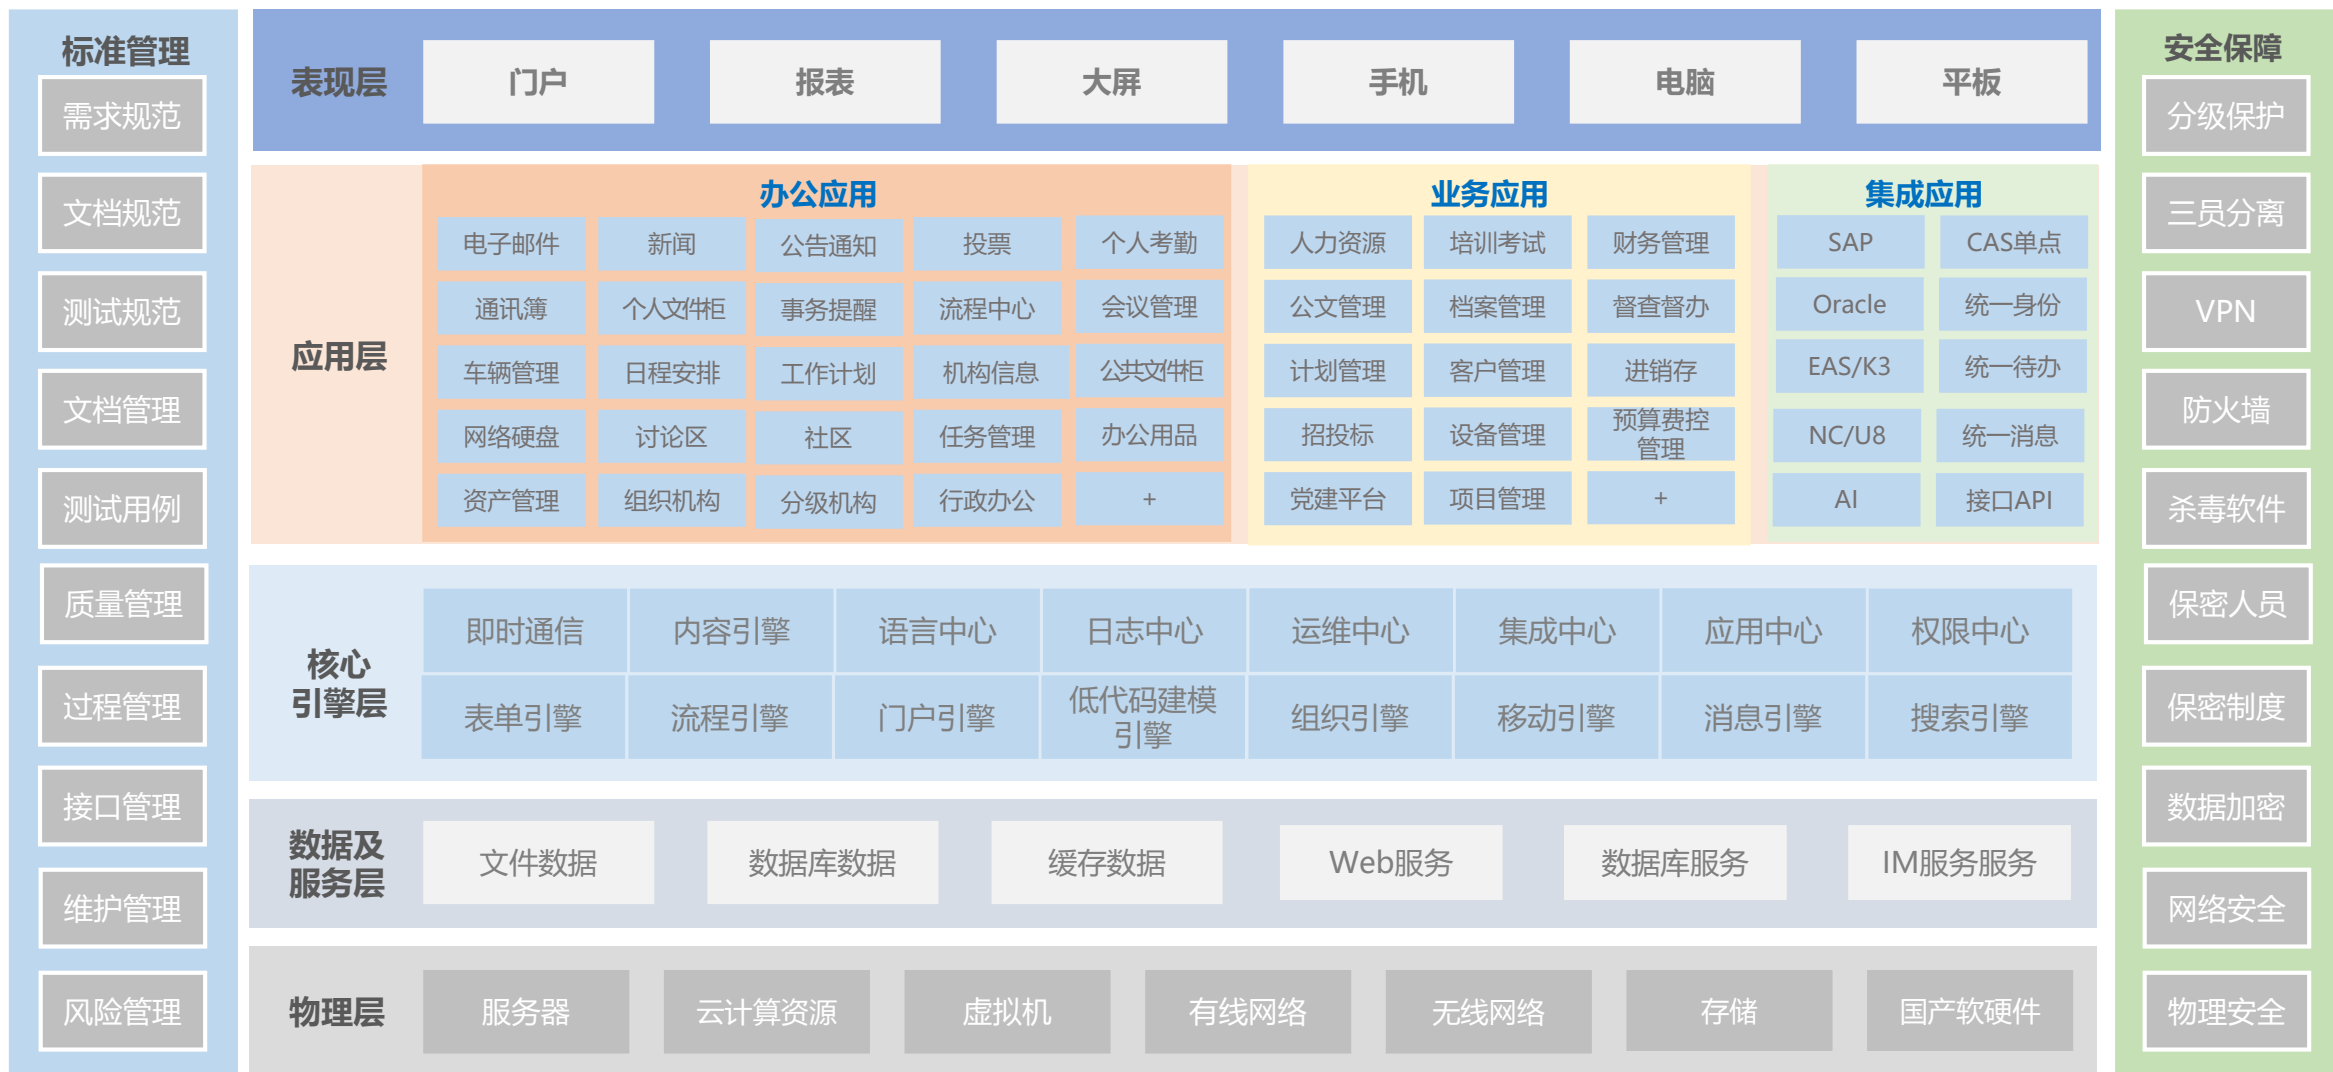 标准管理
需求规范
文档规范
测试规范
文档管理
测试用例
质量管理
过程管理
接口管理
维护管理
风险管理
表现层
门户
报表
大屏
手机
电脑
平板
应用层
办公应用
电子邮件
新闻
公告通知
投票
个人考勤
通讯簿
个人文件柜
事务提醒
流程中心
会议管理
车辆管理
日程安排
工作计划
机构信息
公共文件柜
网络硬盘
讨论区
社区
任务管理
办公用品
资产管理
组织机构
分级机构
行政办公
+
业务应用
人力资源
培训考试
财务管理
公文管理
档案管理
督查督办
计划管理
客户管理
进销存
招投标
设备管理
预算费控
管理
党建平台
项目管理
+
集成应用
SAP
CAS单点
Oracle
统一身份
EAS/K3
统一待办
NC/U8
统一消息
AI
接口API
核心
引擎层
即时通信
内容引擎
语言中心
日志中心
运维中心
集成中心
应用中心
权限中心
表单引擎
流程引擎
门户引擎
低代码建模
引擎
组织引擎
移动引擎
消息引擎
搜索引擎
数据及
服务层
文件数据
数据库数据
缓存数据
Web服务
数据库服务
IM服务服务
物理层
服务器
云计算资源
虚拟机
有线网络
无线网络
存储
国产软硬件
安全保障
分级保护
三员分离
VPN
防火墙
杀毒软件
保密人员
保密制度
数据加密
网络安全
物理安全